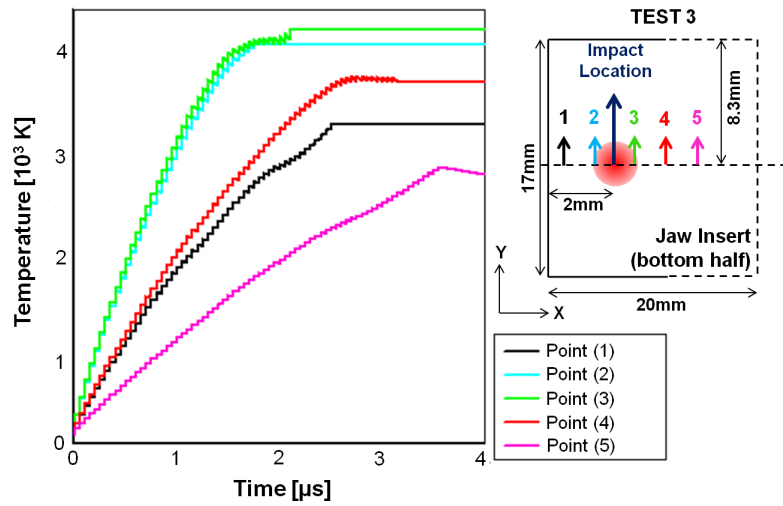 4
3
2
1
0
0
1
2
3
4
Temperature [10³ K]
Time [µs]
TEST 3
Impact
Location
1
2
3
4
5
8.3mm
17mm
2mm
Jaw Insert
(bottom half)
Y
X
20mm
Point (1)
Point (2)
Point (3)
Point (4)
Point (5)